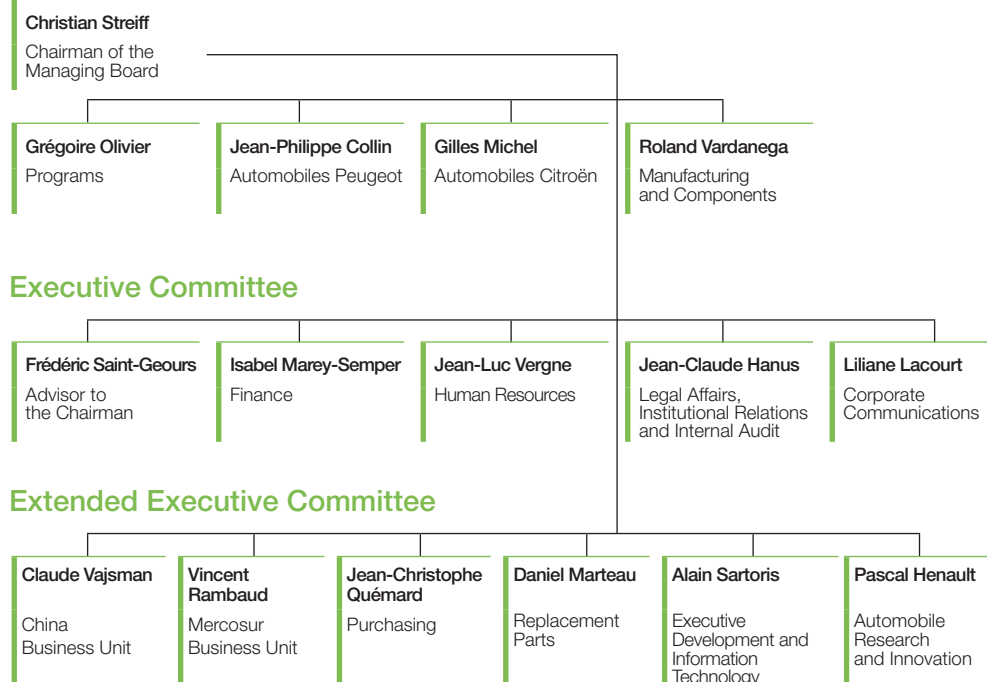 Christian Streiff
Chairman of the
Managing Board
Grégoire Olivier
Programs
Jean-Philippe Collin
Automobiles Peugeot
Gilles Michel
Automobiles Citroën
Roland Vardanega
Manufacturing
and Components
Executive Committee
Frédéric Saint-Geours
Advisor to
the Chairman
Isabel Marey-Semper
Finance
Jean-Luc Vergne
Human Resources
Jean-Claude Hanus
Legal Affairs,
Institutional Relations
and Internal Audit
Liliane Lacourt
Corporate
Communications
Extended Executive Committee
Claude Vajsman
China
Business Unit
Vincent
Rambaud
Mercosur
Business Unit
Jean-Christophe
Quémard
Purchasing
Daniel Marteau
Replacement
Parts
Alain Sartoris
Executive
Development and
Information
Technology
Pascal Henault
Automobile
Research
and Innovation